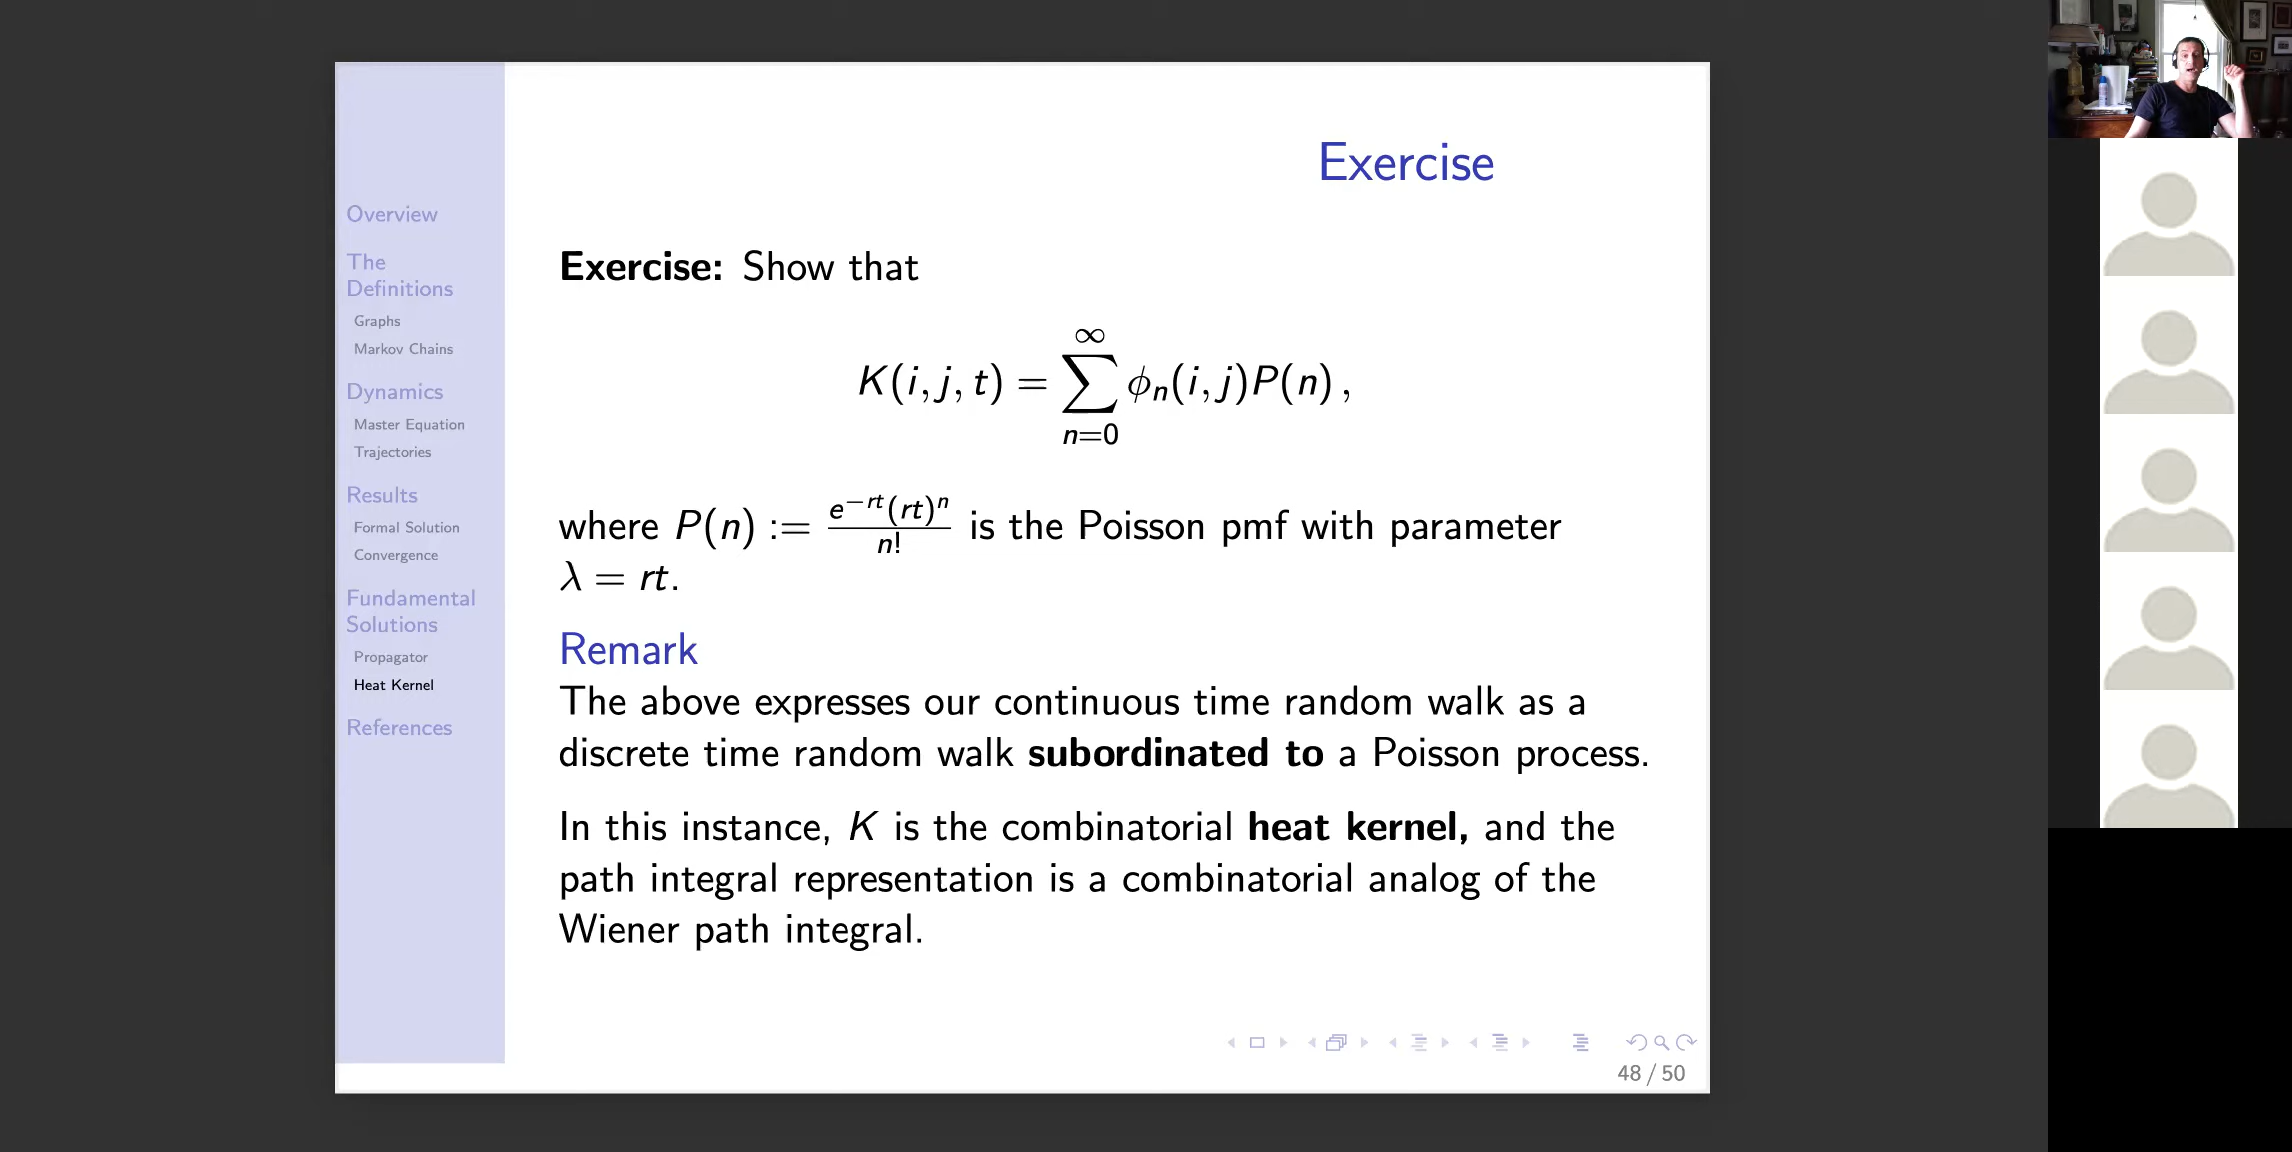 Overview
The
Definitions
Graphs
Markov Chains
Dynamics
Master Equation
Trajectories
Results
Formal Solution
Convergence
Fundamental
Solutions
Propagator
Heat Kernel
References
Exercise
Exercise: Show that
K(i, j, t) = ∑_{n=0}^{∞} ϕ_n(i, j)P(n) ,
where P(n) := \frac{e^{−rt}(rt)^n}{n!} is the Poisson pmf with parameter
λ = rt.
Remark
The above expresses our continuous time random walk as a
discrete time random walk subordinated to a Poisson process.
In this instance, K is the combinatorial heat kernel, and the
path integral representation is a combinatorial analog of the
Wiener path integral.
48 / 50